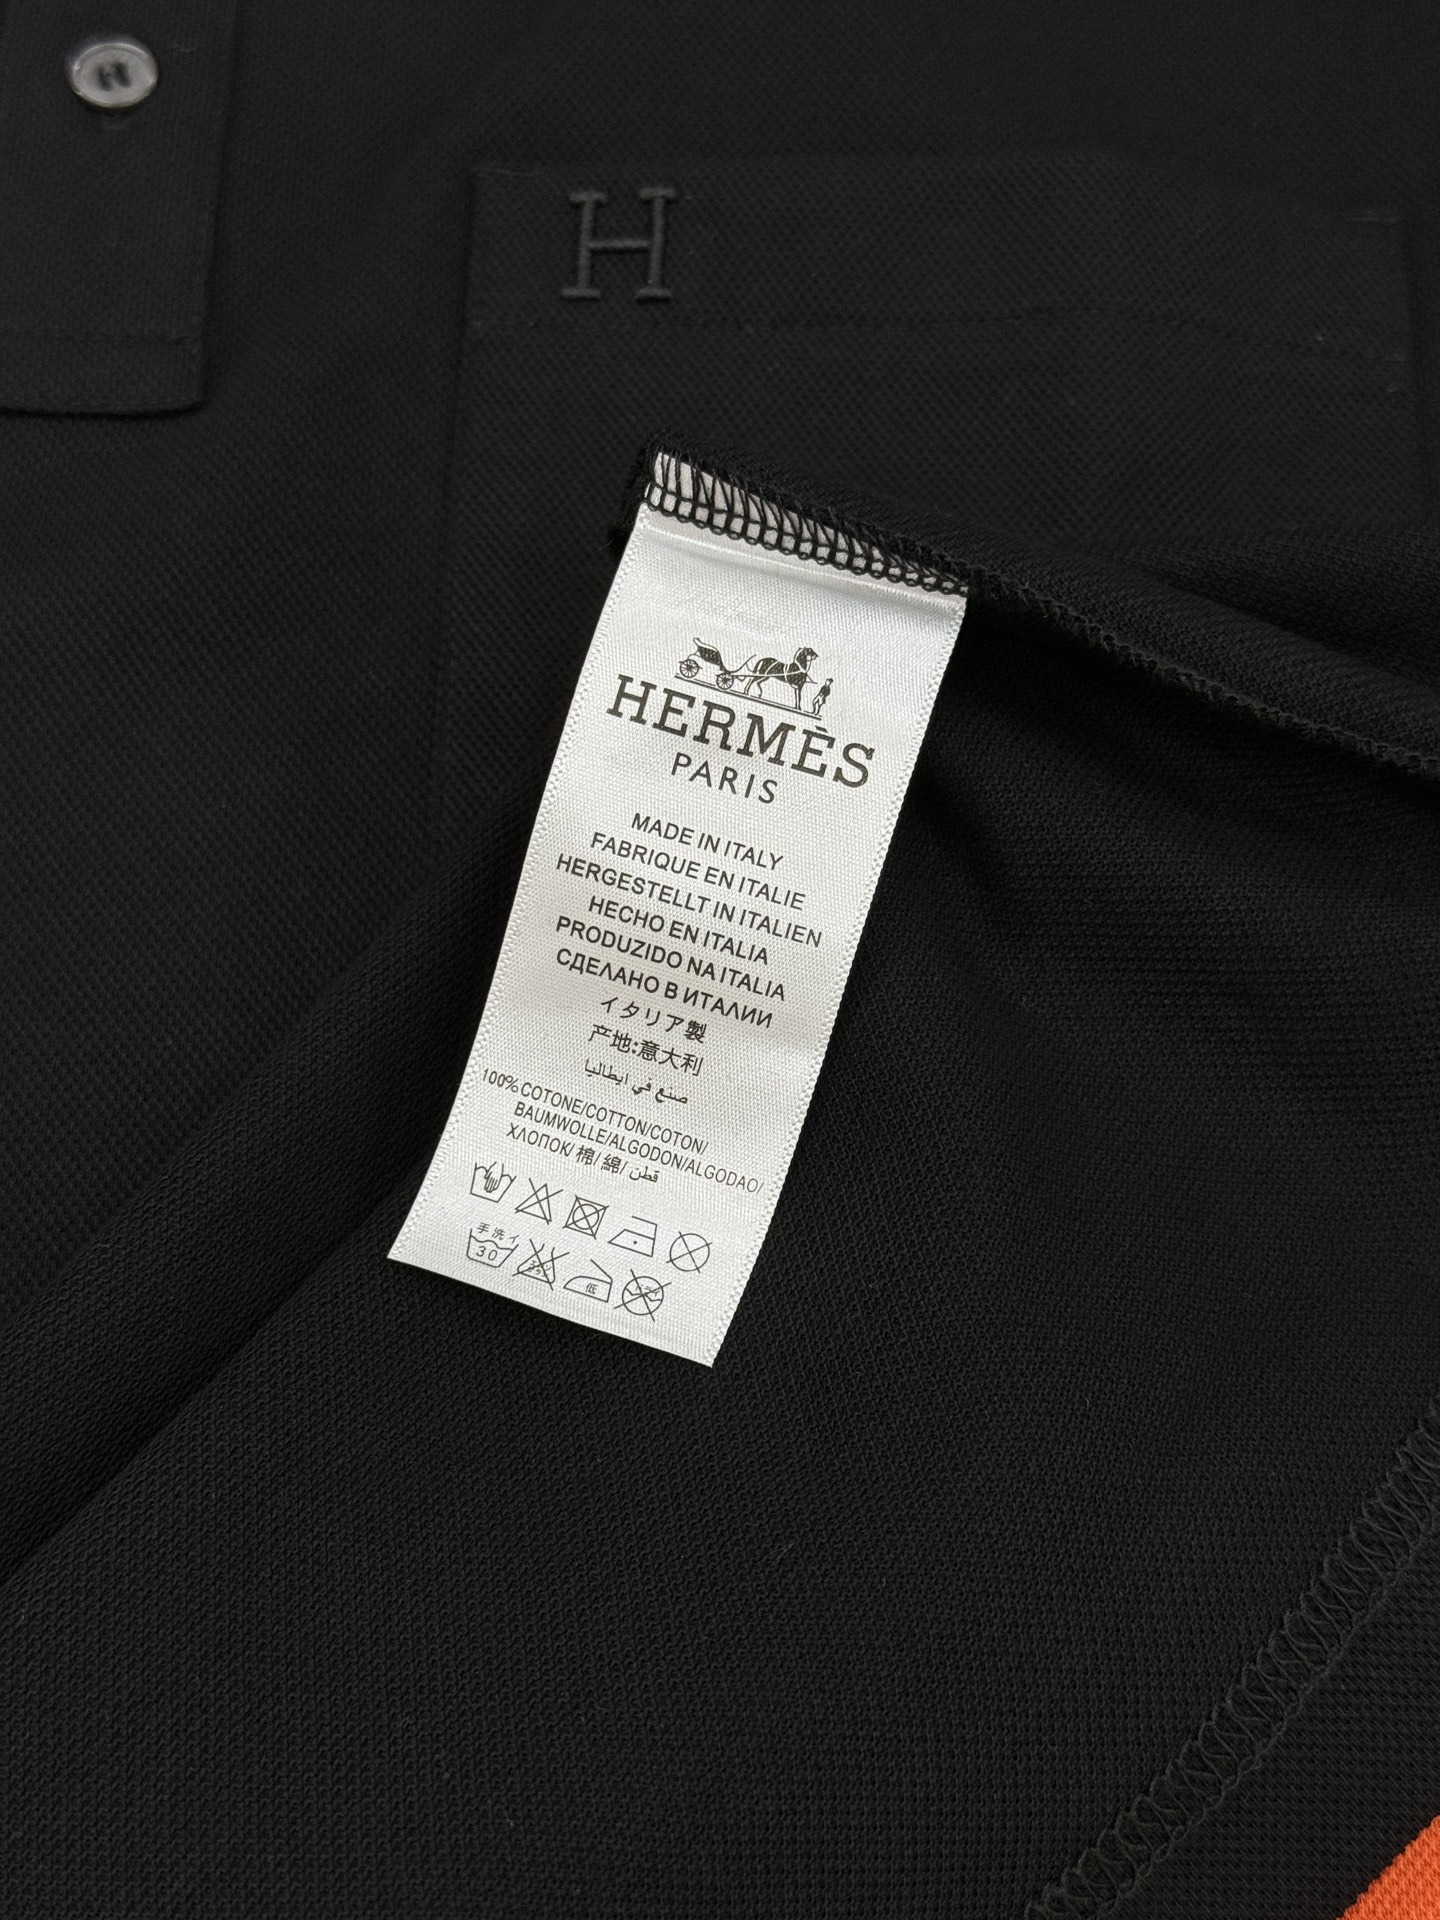 H
H
HERMÈS
PARIS
MADE IN ITALY
FABRIQUE EN ITALIE
HERGESTELLT IN ITALIEN
HECHO EN ITALIA
PRODUZIDO NA ITALIA
СДЕЛАНО В ИТАЛИИ
イタリア製
产地:意大利
صنع في ايطاليا
100% COTONE/COTTON/COTON/
BAUMWOLLE/ALGODON/ALGODAO/
ХЛОПОК/棉/綿/قطن
手洗イ
30
低